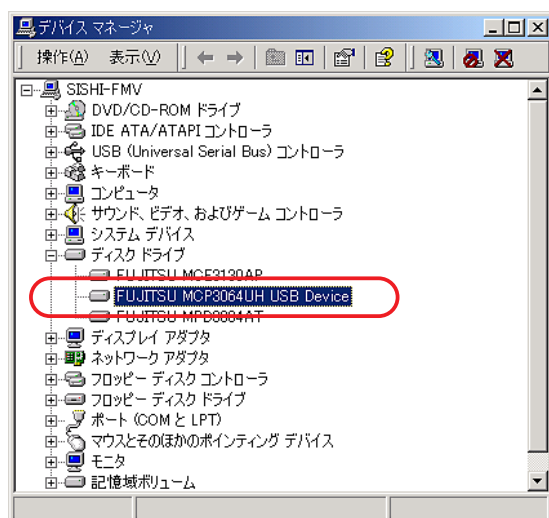 デバイス マネージャ
操作(A) 表示(V)
SISHI-FMV
DVD/CD-ROM ドライブ
IDE ATA/ATAPI コントローラ
USB (Universal Serial Bus) コントローラ
キーボード
コンピュータ
サウンド、ビデオ、およびゲーム コントローラ
システム デバイス
ディスク ドライブ
FUJITSU MCE3130AP
FUJITSU MCP3064UH USB Device
ディスプレイ アダプタ
ネットワーク アダプタ
フロッピー ディスク コントローラ
フロッピー ディスク ドライブ
ポート (COM と LPT)
マウスとそのほかのポインティング デバイス
モニタ
記憶域ボリューム